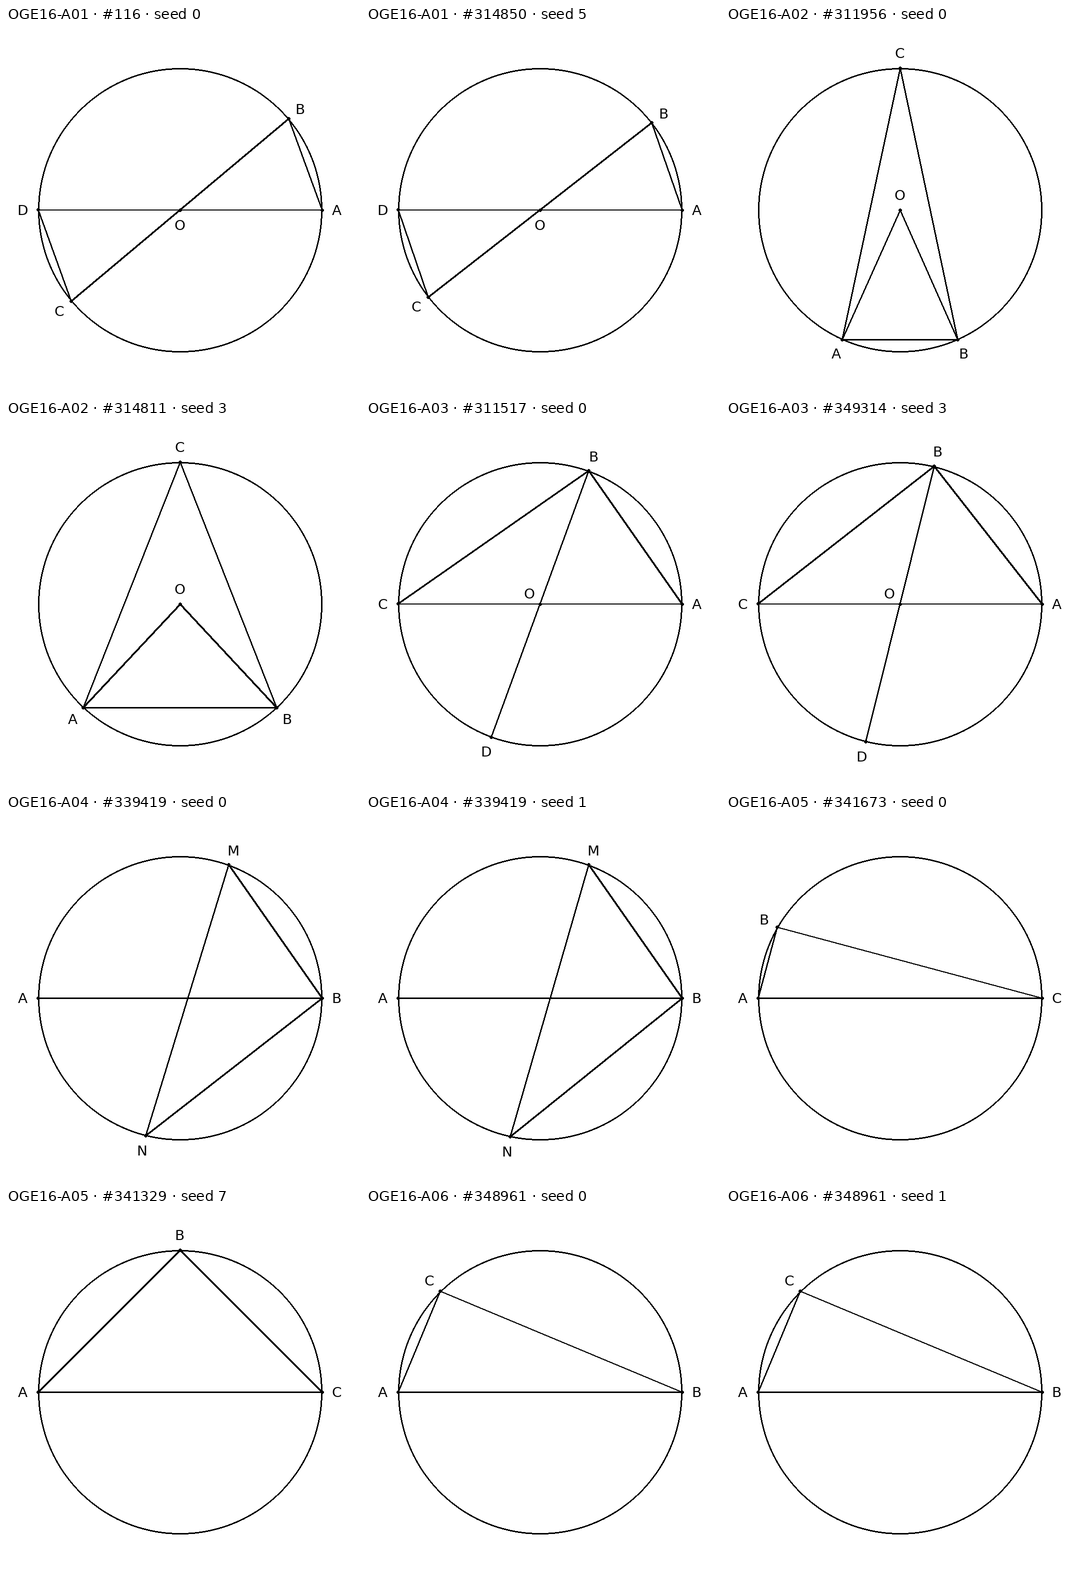 OGE16-A01 · #116 · seed 0
OGE16-A01 · #314850 · seed 5
OGE16-A02 · #311956 · seed 0
B
D
O
A
C
B
D
O
A
C
C
O
A
B
OGE16-A02 · #314811 · seed 3
OGE16-A03 · #311517 · seed 0
OGE16-A03 · #349314 · seed 3
C
O
A
B
B
C
O
A
D
B
C
O
A
D
OGE16-A04 · #339419 · seed 0
OGE16-A04 · #339419 · seed 1
OGE16-A05 · #341673 · seed 0
M
A
B
N
M
A
B
N
B
A
C
OGE16-A05 · #341329 · seed 7
OGE16-A06 · #348961 · seed 0
OGE16-A06 · #348961 · seed 1
B
A
C
C
A
B
C
A
B